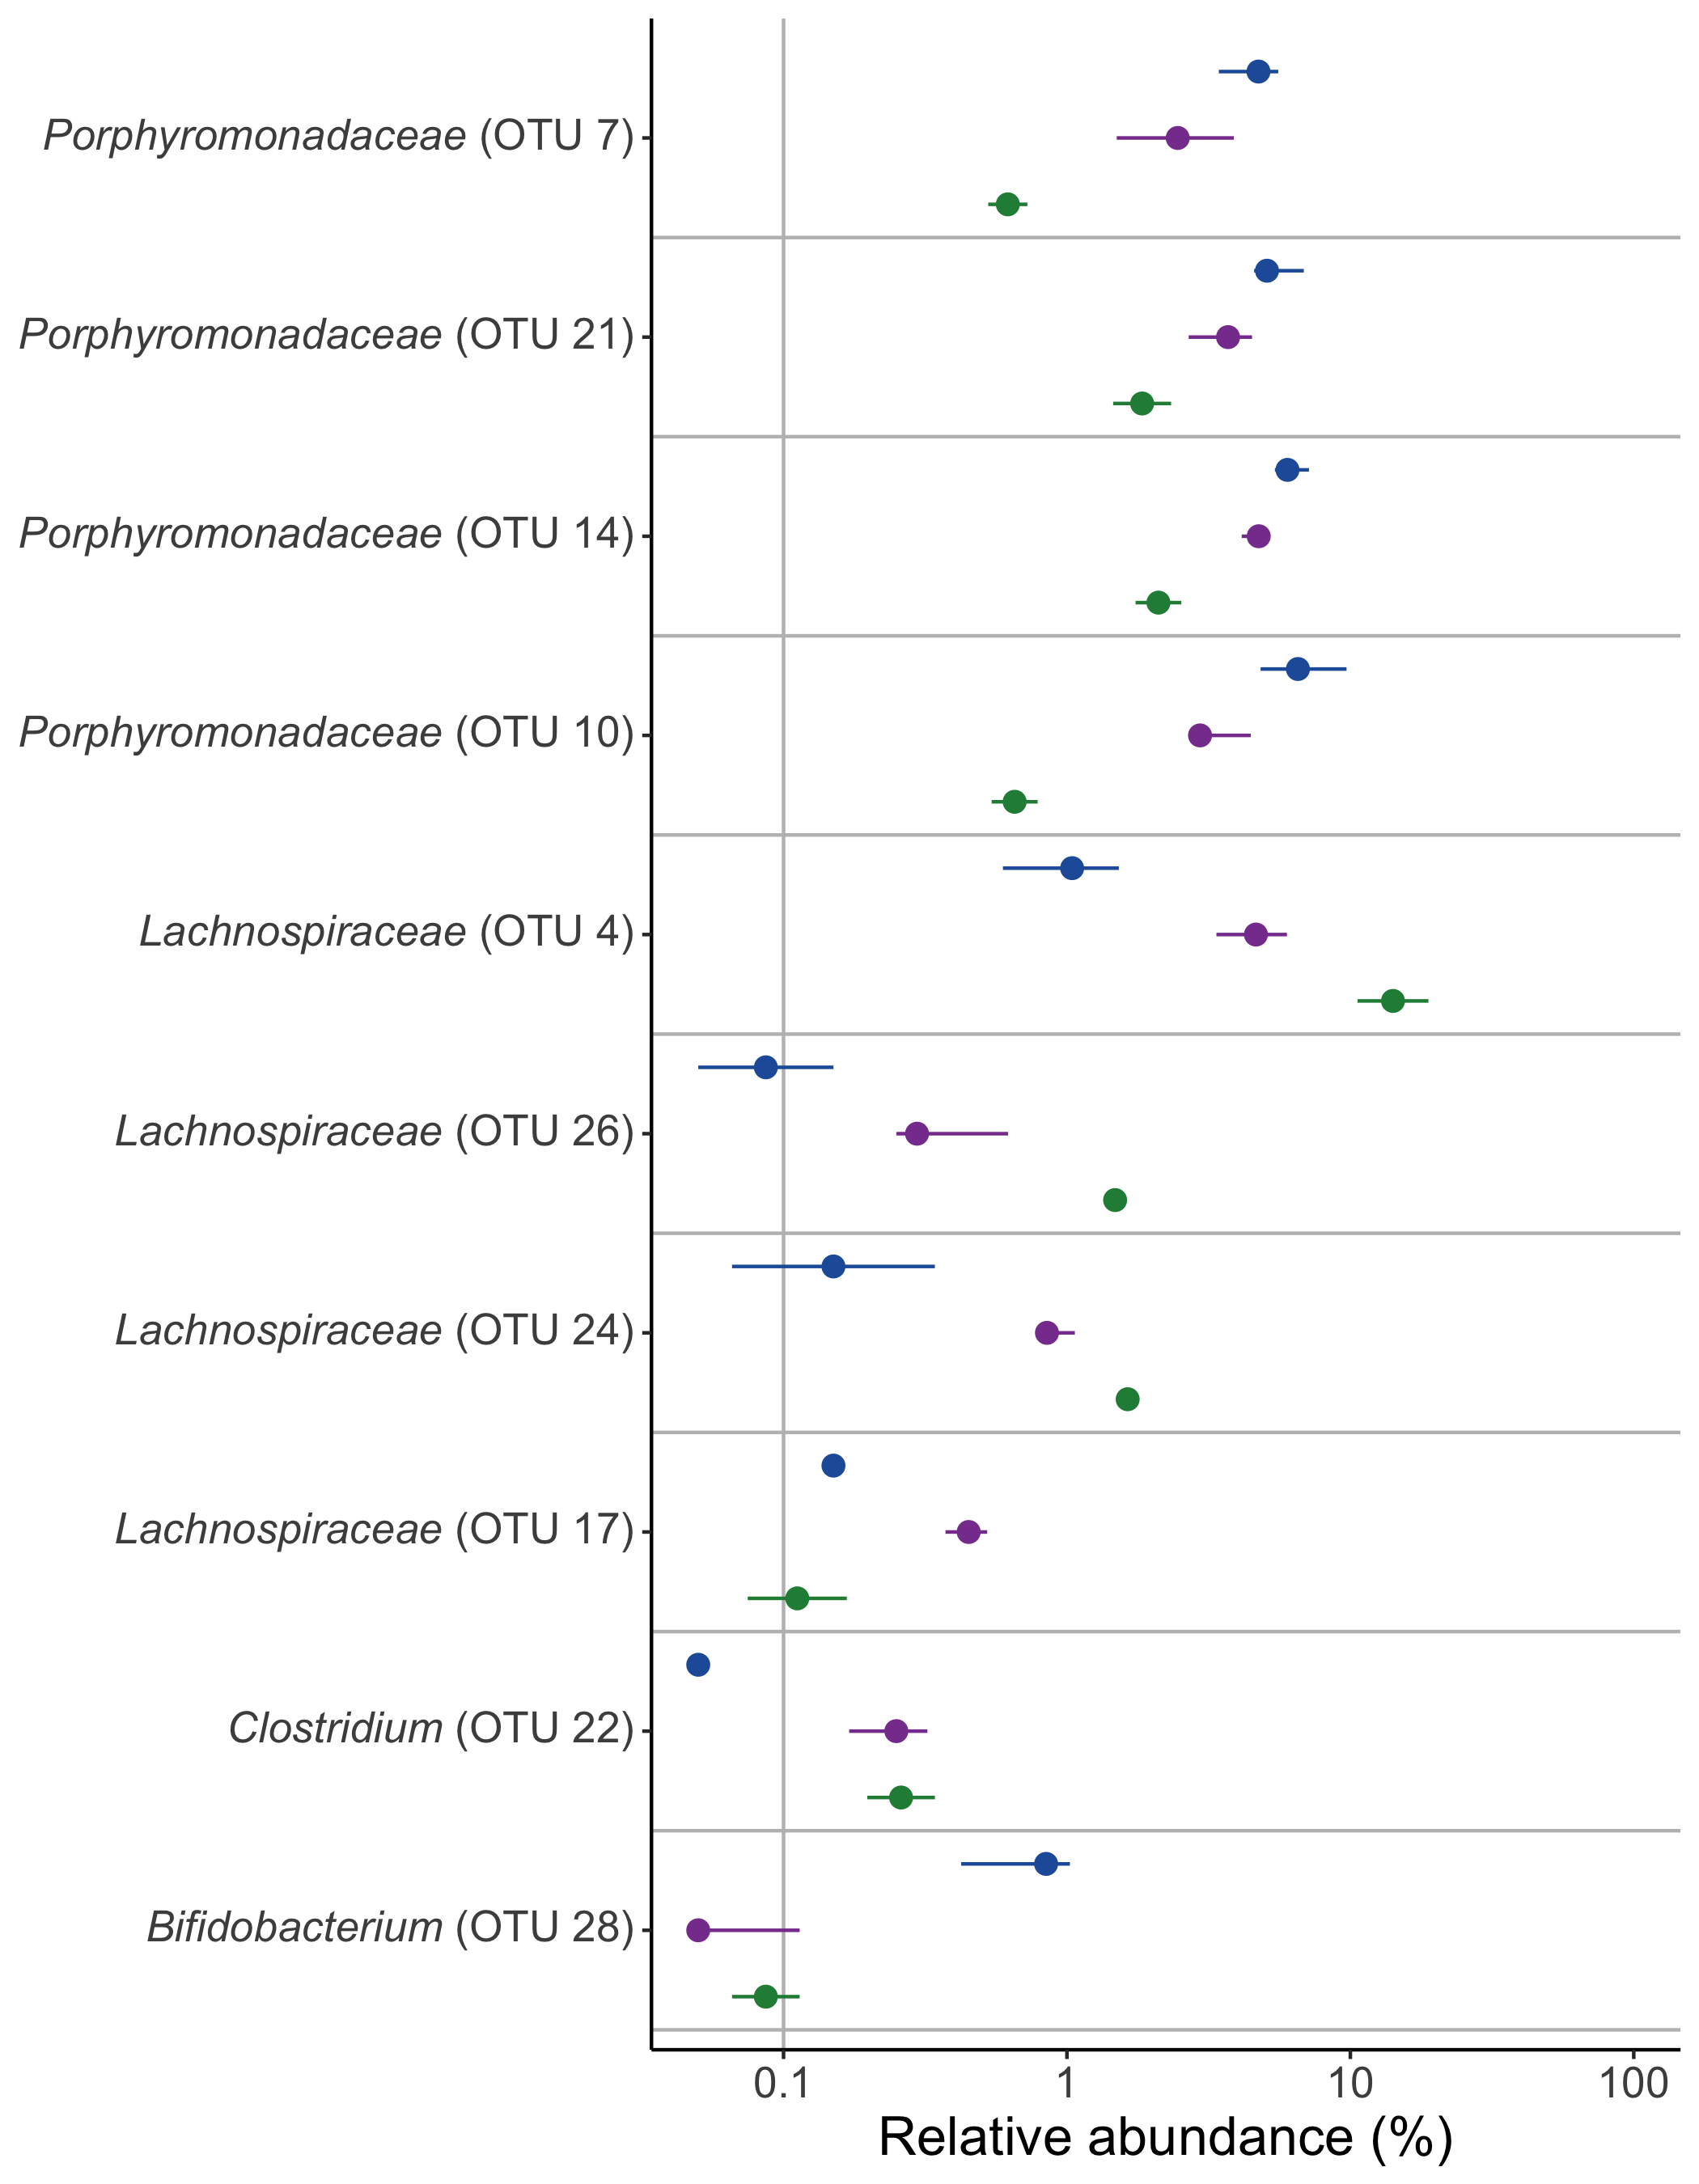 Porphyromonadaceae (OTU 7)
Porphyromonadaceae (OTU 21)
Porphyromonadaceae (OTU 14)
Porphyromonadaceae (OTU 10)
Lachnospiraceae (OTU 4)
Lachnospiraceae (OTU 26)
Lachnospiraceae (OTU 24)
Lachnospiraceae (OTU 17)
Clostridium (OTU 22)
Bifidobacterium (OTU 28)
0.1 1 10 100
Relative abundance (%)